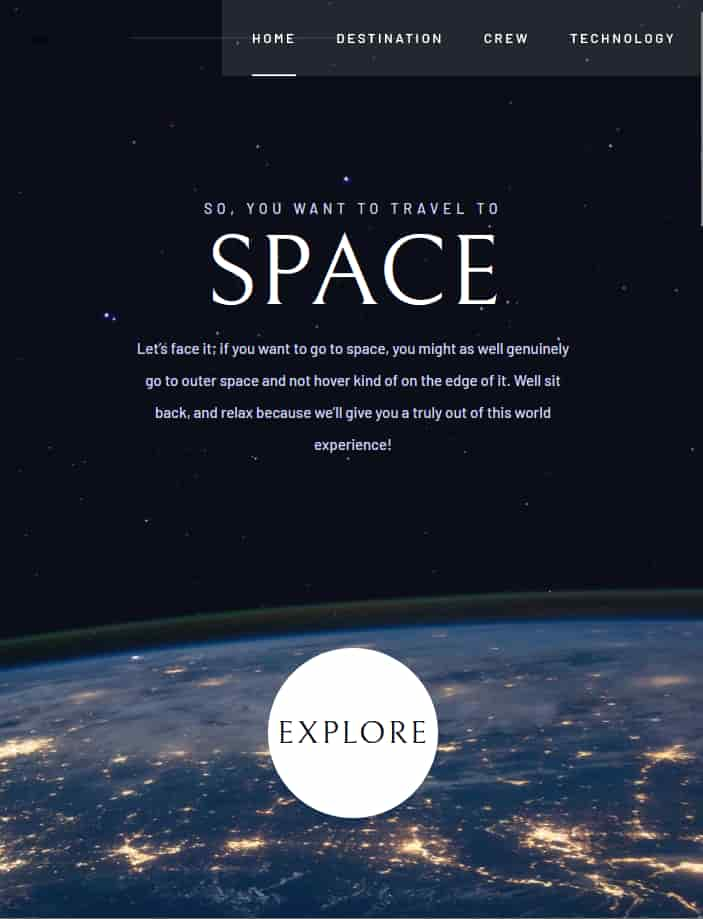 HOME DESTINATION CREW TECHNOLOGY
SO, YOU WANT TO TRAVEL TO
SPACE
Let's face it; if you want to go to space, you might as well genuinely
go to outer space and not hover kind of on the edge of it. Well sit
back, and relax because we'll give you a truly out of this world
experience!
EXPLORE